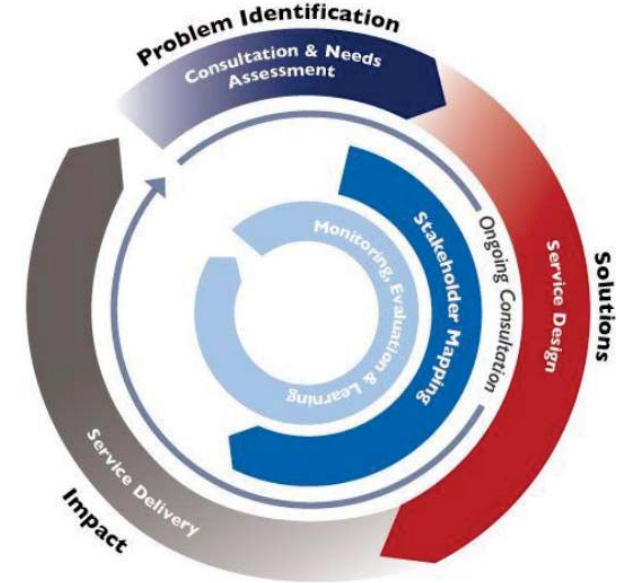 Problem Identification
Consultation & Needs
Assessment
Solutions
Service Design
Ongoing Consultation
Stakeholder Mapping
Monitoring, Evaluation & Learning
Service Delivery
Impact